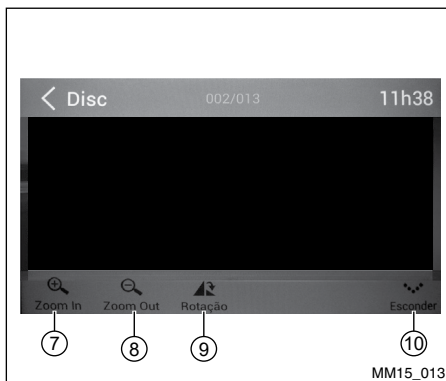 Disc 002/013 11h38
Zoom In Zoom Out Rotação Esconder
7 8 9 10
MM15_013